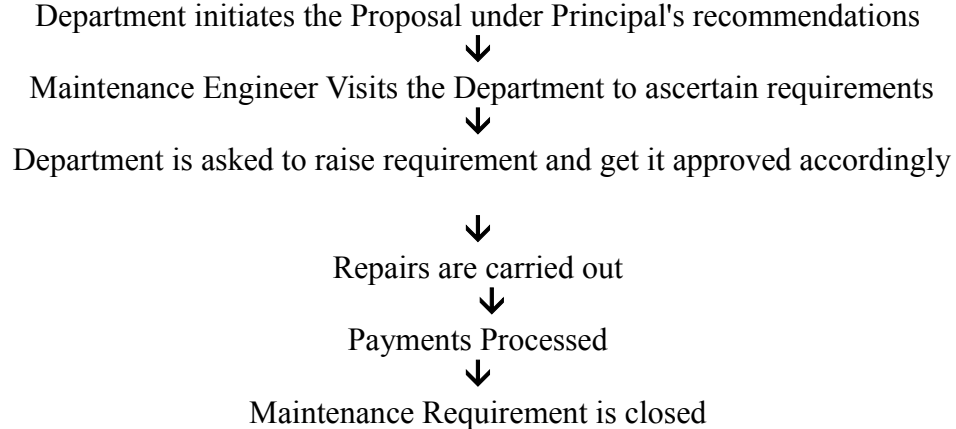 Department initiates the Proposal under Principal's recommendations
Maintenance Engineer Visits the Department to ascertain requirements
Department is asked to raise requirement and get it approved accordingly
Repairs are carried out
Payments Processed
Maintenance Requirement is closed